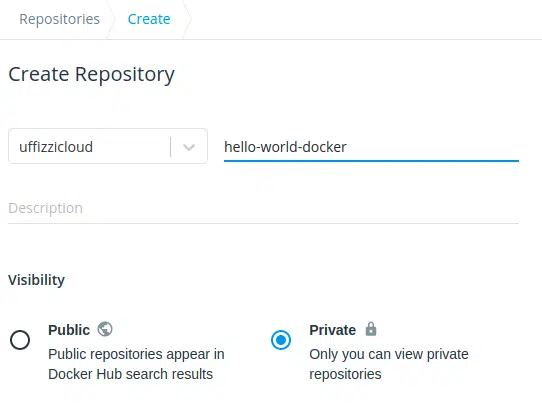 Repositories Create
Create Repository
uffizzicloud hello-world-docker
Description
Visibility
Public Private
Public repositories appear in Only you can view private
Docker Hub search results repositories